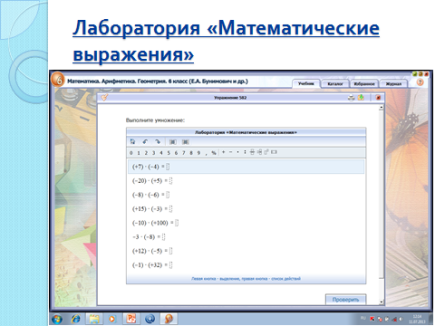 Лаборатория «Математические
выражения»
Математика. Арифметика. Геометрия. 6 класс (Е.А. Бунимович и др.)
Учебник Каталог Избранное Журнал
Упражнение 502
Выполните умножение:
Лаборатория «Математические выражения»
0 1 2 3 4 5 6 7 8 9 , %
(+7) · (−4) =
(−20) · (+5) =
(−8) · (−6) =
(+15) · (−3) =
(−10) · (+100) =
−3 · (−8) =
(+12) · (−5) =
(−1) · (+32) =
Левая кнопка - выделение, правая кнопка - список действий
Проверить